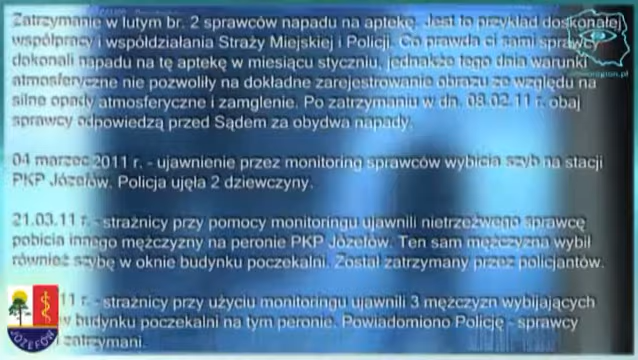 Zatrzymanie w lutym br. 2 sprawców napadu na aptekę. Jest to przykład doskonałej
współpracy i współdziałania Straży Miejskiej i Policji. Co prawda ci sami sprawcy
dokonali napadu na tę aptekę w miesiącu styczniu, jednakże tego dnia warunki
atmosferyczne nie pozwoliły na dokładne zarejestrowanie obrazu ze względu na
silne opady atmosferyczne i zamglenie. Po zatrzymaniu w dn. 08.02.11 r. obaj
sprawcy odpowiedzą przed Sądem za obydwa napady.
04 marzec 2011 r. - ujawnienie przez monitoring sprawców wybicia szyb na stacji
PKP Józefów. Policja ujęła 2 dziewczyny.
21.03.11 r. - strażnicy przy pomocy monitoringu ujawnili nietrzeźwego sprawcę
pobicia innego mężczyzny na peronie PKP Józefów. Ten sam mężczyzna wybił
również szybę w oknie budynku poczekalni. Został zatrzymany przez policjantów.
11 r. - strażnicy przy użyciu monitoringu ujawnili 3 mężczyzn wybijających
w budynku poczekalni na tym peronie. Powiadomiono Policję - sprawcy
zatrzymani.
JÓZEFÓW